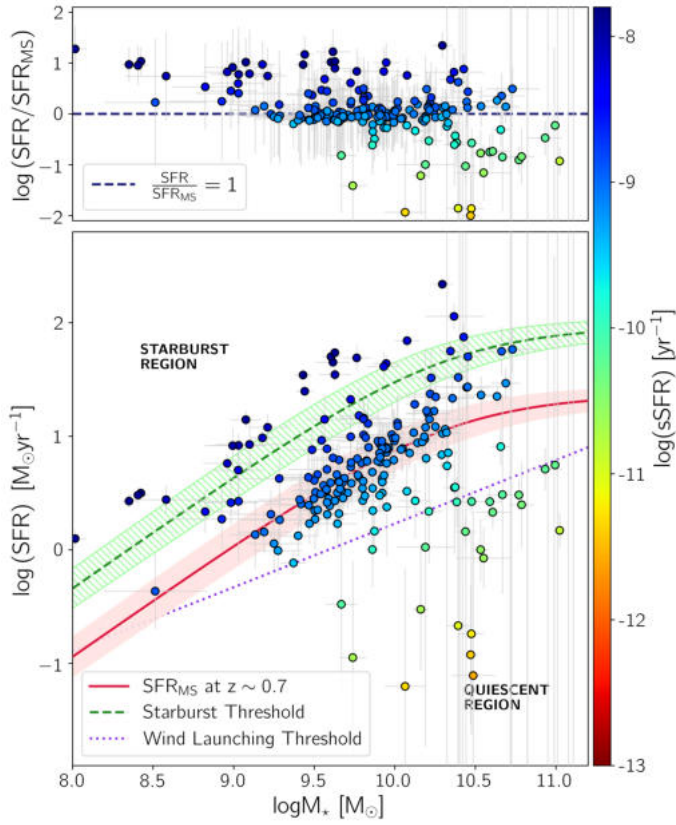 2
1
0
−1
−2
log(SFR/SFR_MS)
SFR/SFR_MS = 1
STARBURST
REGION
2
1
0
−1
log(SFR) [M⊙yr⁻¹]
SFR_MS at z ~ 0.7
Starburst Threshold
Wind Launching Threshold
QUIESCENT
REGION
8.0 8.5 9.0 9.5 10.0 10.5 11.0
logM⋆ [M⊙]
-8
-9
-10
-11
-12
-13
log(sSFR) [yr⁻¹]